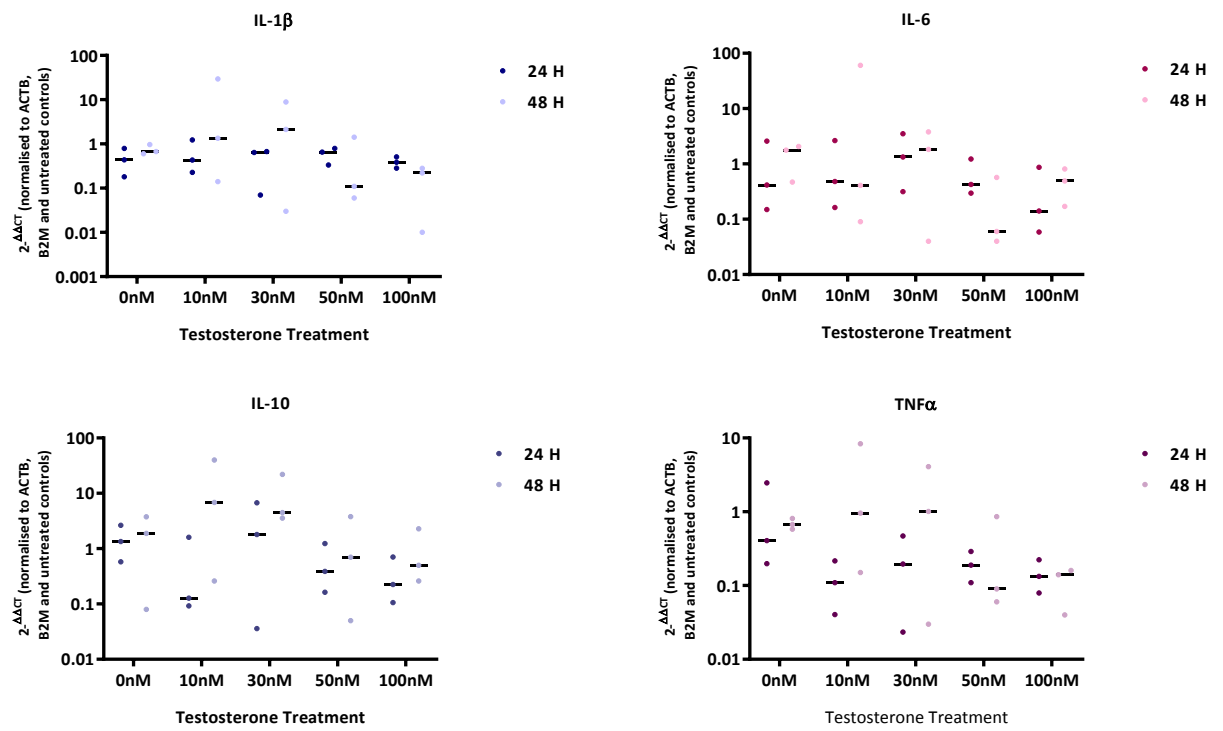 IL-1β
2-ΔΔCT (normalised to ACTB,
B2M and untreated controls)
100
10
1
0.1
0.01
0.001
0nM 10nM 30nM 50nM 100nM
Testosterone Treatment
24 H
48 H
IL-6
2-ΔΔCT (normalised to ACTB,
B2M and untreated controls)
100
10
1
0.1
0.01
0nM 10nM 30nM 50nM 100nM
Testosterone Treatment
24 H
48 H
IL-10
2-ΔΔCT (normalised to ACTB,
B2M and untreated controls)
100
10
1
0.1
0.01
0nM 10nM 30nM 50nM 100nM
Testosterone Treatment
24 H
48 H
TNFα
2-ΔΔCT (normalised to ACTB,
B2M and untreated controls)
10
1
0.1
0.01
0nM 10nM 30nM 50nM 100nM
Testosterone Treatment
24 H
48 H